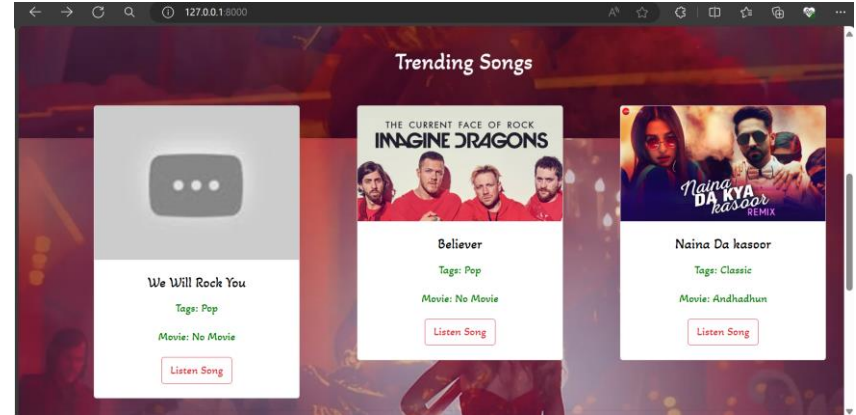 127.0.0.1:8000
Trending Songs
We Will Rock You
Tags: Pop
Movie: No Movie
Listen Song
THE CURRENT FACE OF ROCK
IMAGINE DRAGONS
Believer
Tags: Pop
Movie: No Movie
Listen Song
Naina
DA KYA
kasoor
REMIX
Naina Da kasoor
Tags: Classic
Movie: Andhadhun
Listen Song